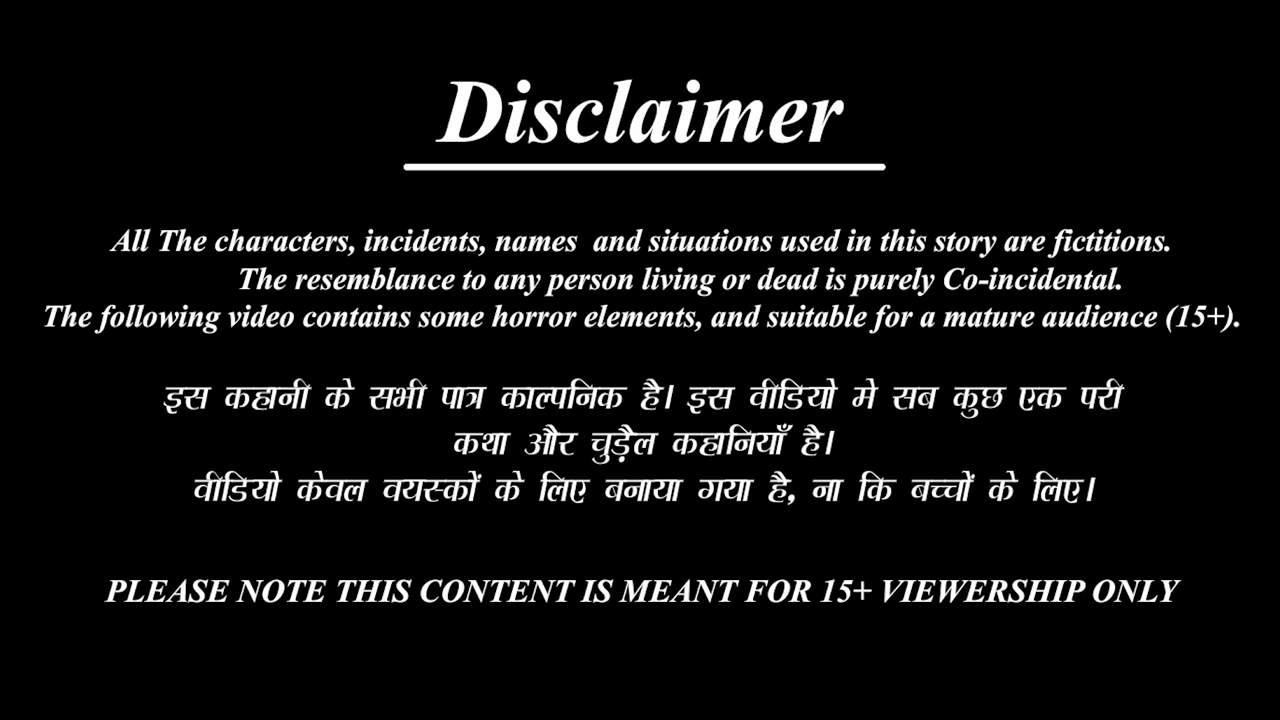 Disclaimer
All The characters, incidents, names and situations used in this story are fictitions.
The resemblance to any person living or dead is purely Co-incidental.
The following video contains some horror elements, and suitable for a mature audience (15+).
इस कहानी के सभी पात्र काल्पनिक है। इस वीडियो मे सब कुछ एक परी
कथा और चुड़ैल कहानियाँ है।
वीडियो केवल वयस्कों के लिए बनाया गया है, ना कि बच्चों के लिए।
PLEASE NOTE THIS CONTENT IS MEANT FOR 15+ VIEWERSHIP ONLY